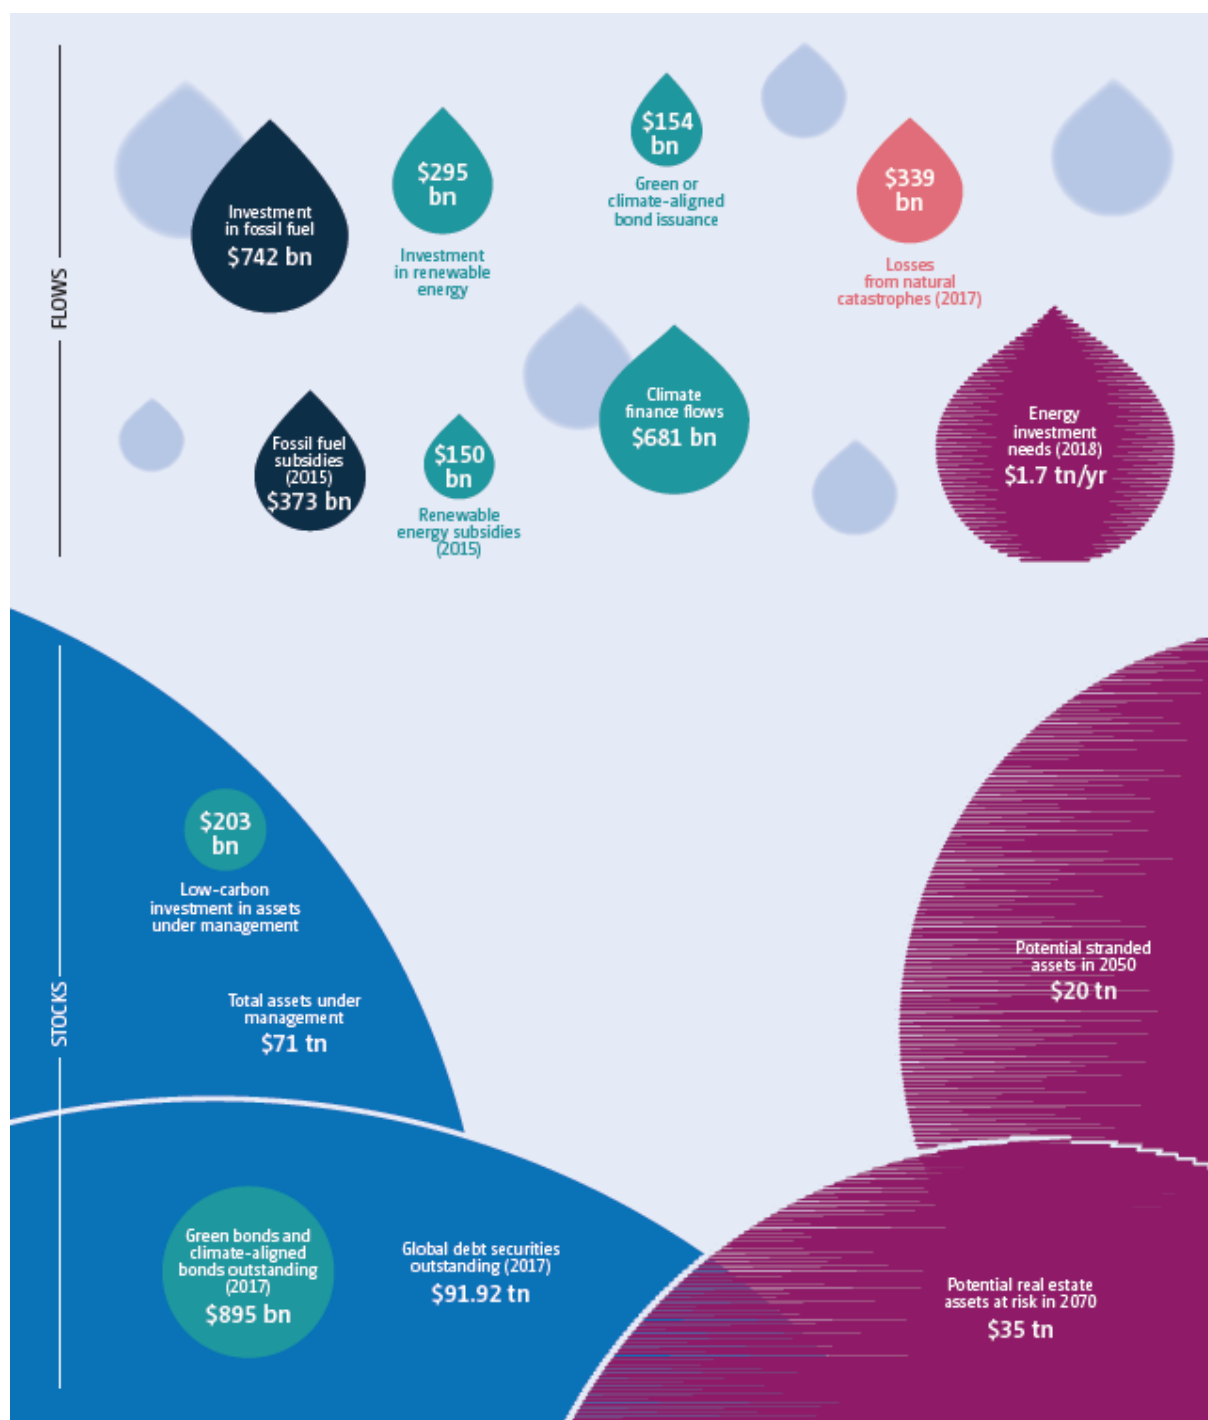 FLOWS
Investment
in fossil fuel
$742 bn
$295
bn
Investment
in renewable
energy
$154
bn
Green or
climate-aligned
bond issuance
$339
bn
Losses
from natural
catastrophes (2017)
Fossil fuel
subsidies
(2015)
$373 bn
$150
bn
Renewable
energy subsidies
(2015)
Climate
finance flows
$681 bn
Energy
investment
needs (2018)
$1.7 tn/yr
STOCKS
$203
bn
Low-carbon
investment in assets
under management
Total assets under
management
$71 tn
Potential stranded
assets in 2050
$20 tn
Green bonds and
climate-aligned
bonds outstanding
(2017)
$895 bn
Global debt securities
outstanding (2017)
$91.92 tn
Potential real estate
assets at risk in 2070
$35 tn